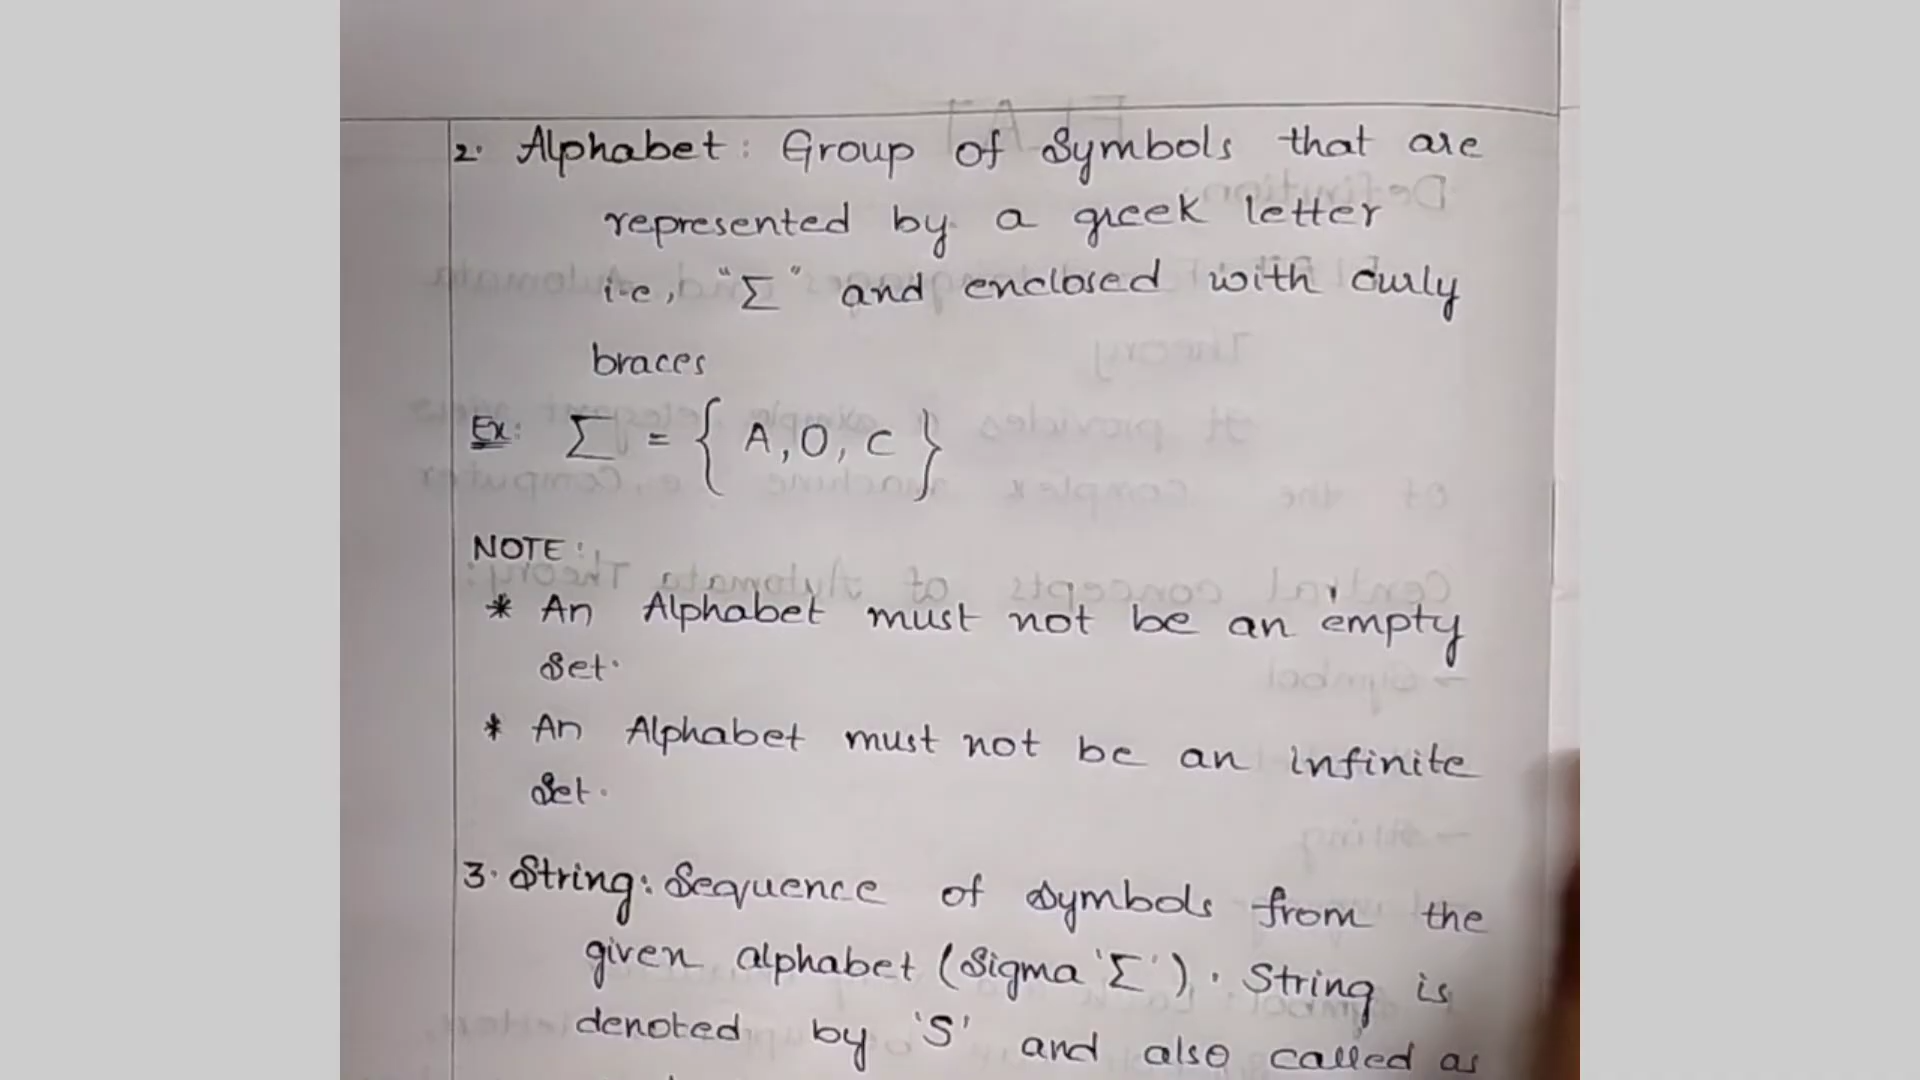 2. Alphabet: Group of Symbols that are
represented by a greek letter
i.e, "Σ" and enclosed with curly
braces
Ex: Σ = { A, O, C }
NOTE:
* An Alphabet must not be an empty
Set.
* An Alphabet must not be an infinite
Set.
3. String: Sequence of symbols from the
given alphabet (Sigma 'Σ'). String is
denoted by 'S' and also called as